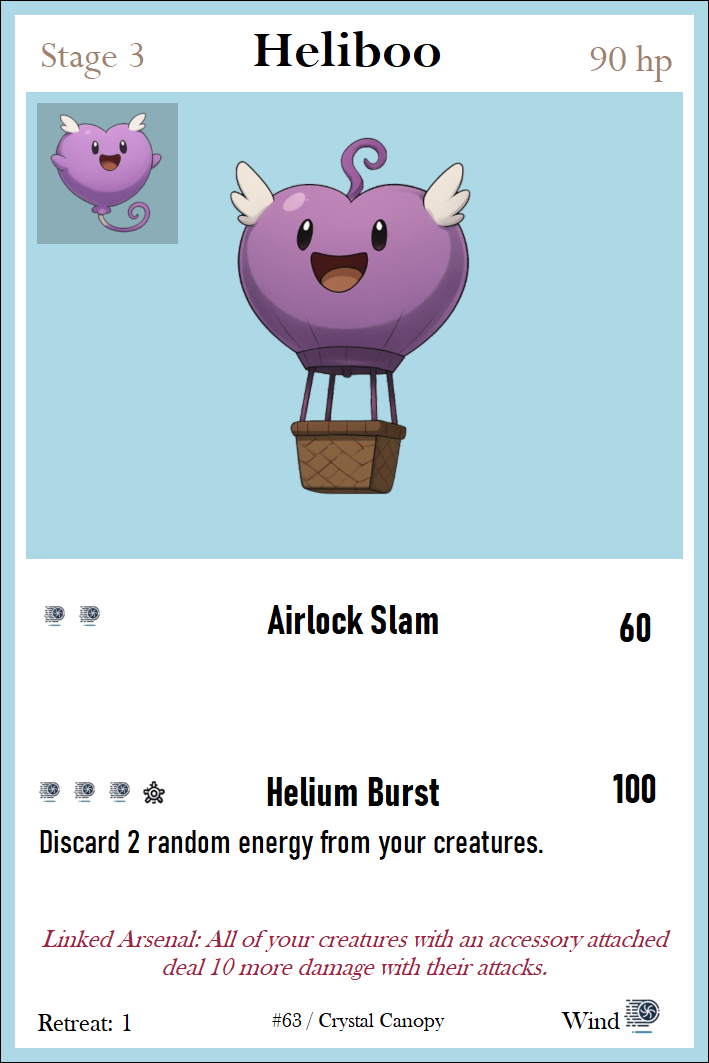 Stage 3
Heliboo
90 hp
Airlock Slam
60
Helium Burst
100
Discard 2 random energy from your creatures.
Linked Arsenal: All of your creatures with an accessory attached
deal 10 more damage with their attacks.
Retreat: 1
#63 / Crystal Canopy
Wind